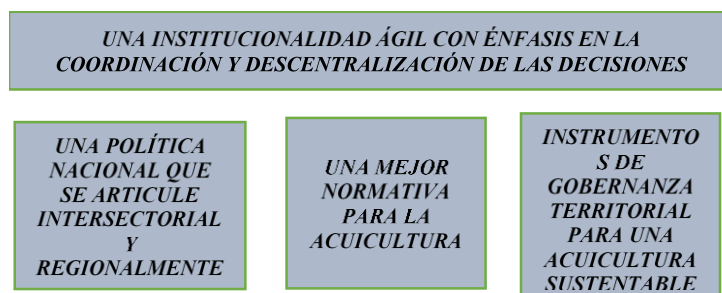 UNA INSTITUCIONALIDAD ÁGIL CON ÉNFASIS EN LA
COORDINACIÓN Y DESCENTRALIZACIÓN DE LAS DECISIONES
UNA POLÍTICA
NACIONAL QUE
SE ARTICULE
INTERSECTORIAL
Y
REGIONALMENTE
UNA MEJOR
NORMATIVA
PARA LA
ACUICULTURA
INSTRUMENTO
S DE
GOBERNANZA
TERRITORIAL
PARA UNA
ACUICULTURA
SUSTENTABLE